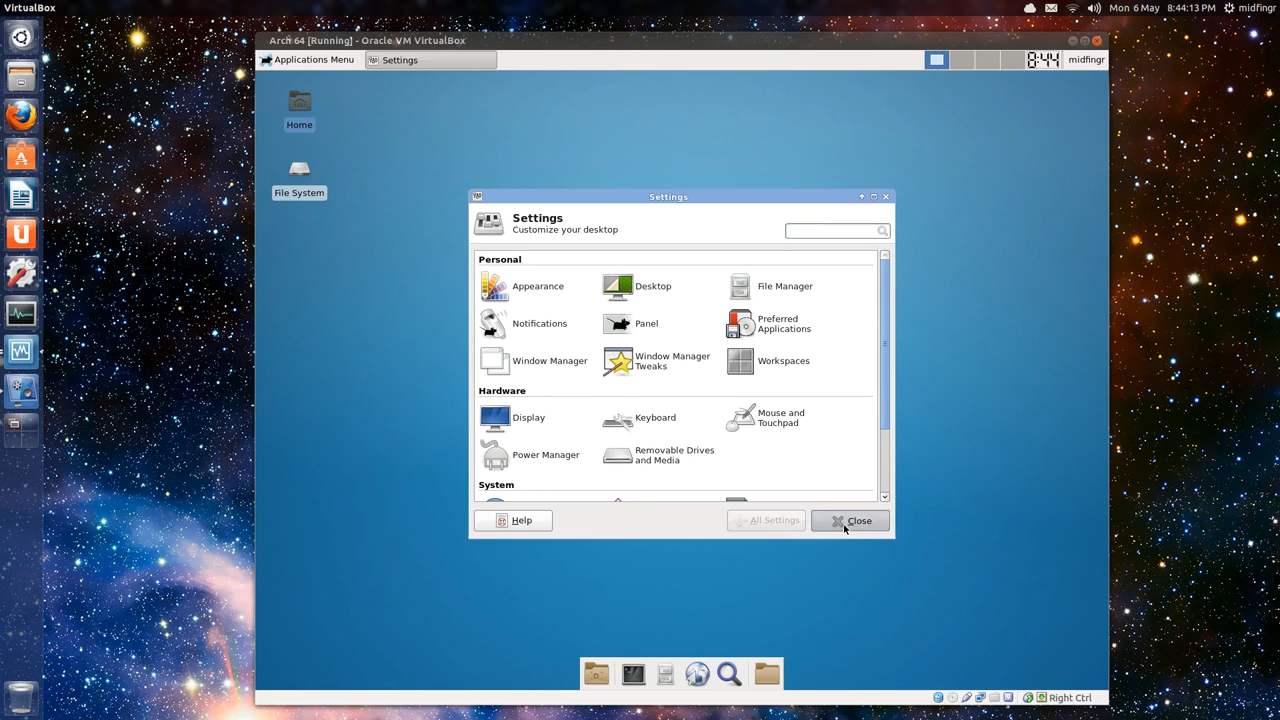 VirtualBox
Mon 6 May
8:44:13 PM
midfingr
Arch 64 [Running] - Oracle VM VirtualBox
Applications Menu
Settings
8:44
midfingr
Home
File System
Settings
Settings
Customize your desktop
Personal
Appearance
Desktop
File Manager
Notifications
Panel
Preferred
Applications
Window Manager
Window Manager
Tweaks
Workspaces
Hardware
Display
Keyboard
Mouse and
Touchpad
Power Manager
Removable Drives
and Media
System
Help
All Settings
Close
Right Ctrl